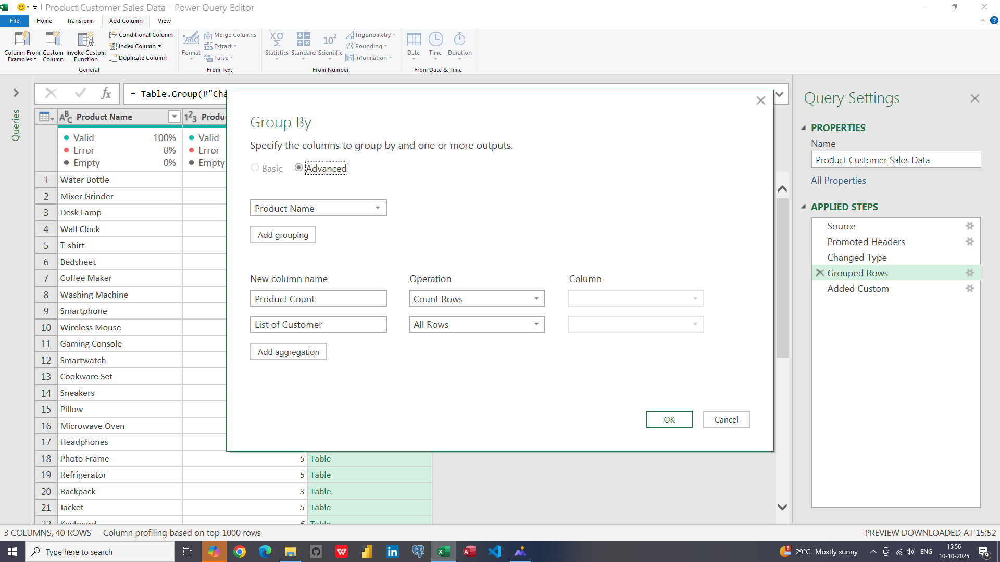 Product Customer Sales Data - Power Query Editor
File
Home
Transform
Add Column
View
Column From Examples
Custom Column
Invoke Custom Function
Conditional Column
Index Column
Duplicate Column
General
Format
ABC
Merge Columns
ABC 123 Extract
abc Parse
From Text
Statistics
Standard
10² Scientific
Trigonometry
.00 Rounding
Information
From Number
Date
Time
Duration
From Date & Time
Queries
fx
= Table.Group(#"Cha
ABC Product Name
123 Produ
Valid 100%
Error 0%
Empty 0%
Valid
Error
Empty
1 Water Bottle
2 Mixer Grinder
3 Desk Lamp
4 Wall Clock
5 T-shirt
6 Bedsheet
7 Coffee Maker
8 Washing Machine
9 Smartphone
10 Wireless Mouse
11 Gaming Console
12 Smartwatch
13 Cookware Set
14 Sneakers
15 Pillow
16 Microwave Oven
17 Headphones
18 Photo Frame 5 Table
19 Refrigerator 5 Table
20 Backpack 3 Table
21 Jacket 5 Table
22 Keyboard 6 Table
Group By
Specify the columns to group by and one or more outputs.
Basic
Advanced
Product Name
Add grouping
New column name
Operation
Column
Product Count
Count Rows
List of Customer
All Rows
Add aggregation
OK
Cancel
Query Settings
PROPERTIES
Name
Product Customer Sales Data
All Properties
APPLIED STEPS
Source
Promoted Headers
Changed Type
Grouped Rows
Added Custom
3 COLUMNS, 40 ROWS
Column profiling based on top 1000 rows
PREVIEW DOWNLOADED AT 15:52
Type here to search
29°C Mostly sunny
ENG
15:56
10-10-2025